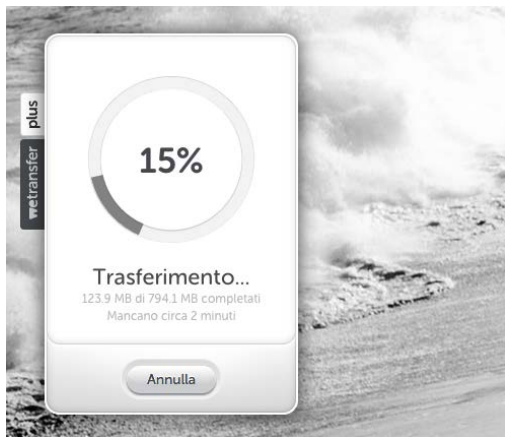 plus
wetransfer
15%
Trasferimento...
123.9 MB di 794.1 MB completati
Mancano circa 2 minuti
Annulla